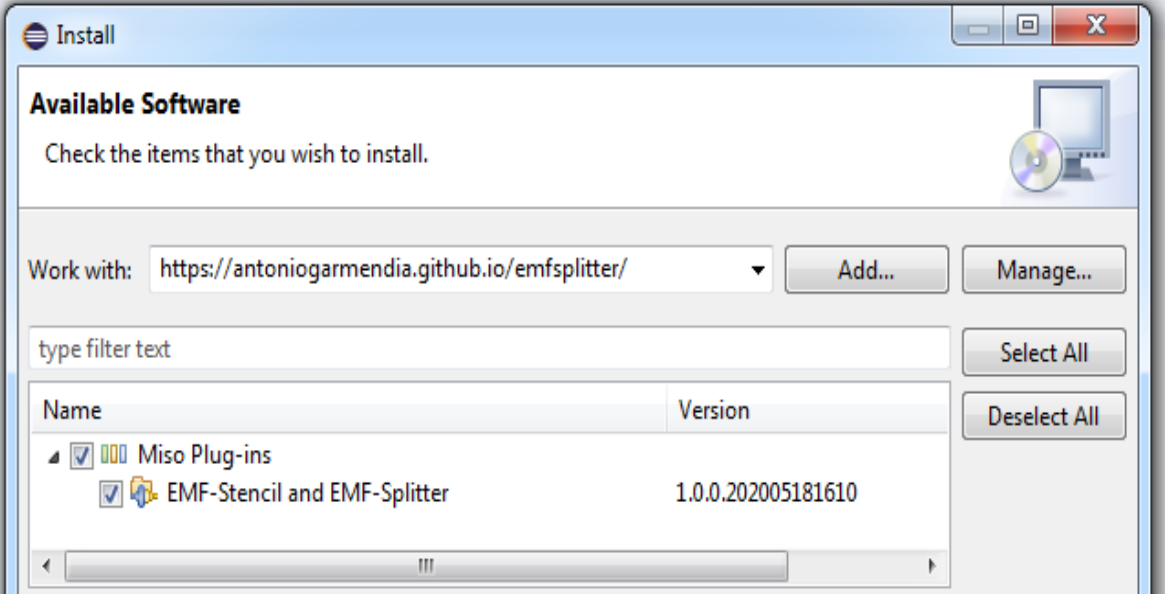 Install
Available Software
Check the items that you wish to install.
Work with: https://antoniogarmendia.github.io/emfsplitter/ Add... Manage...
type filter text Select All
Name Version Deselect All
Miso Plug-ins
EMF-Stencil and EMF-Splitter 1.0.0.202005181610